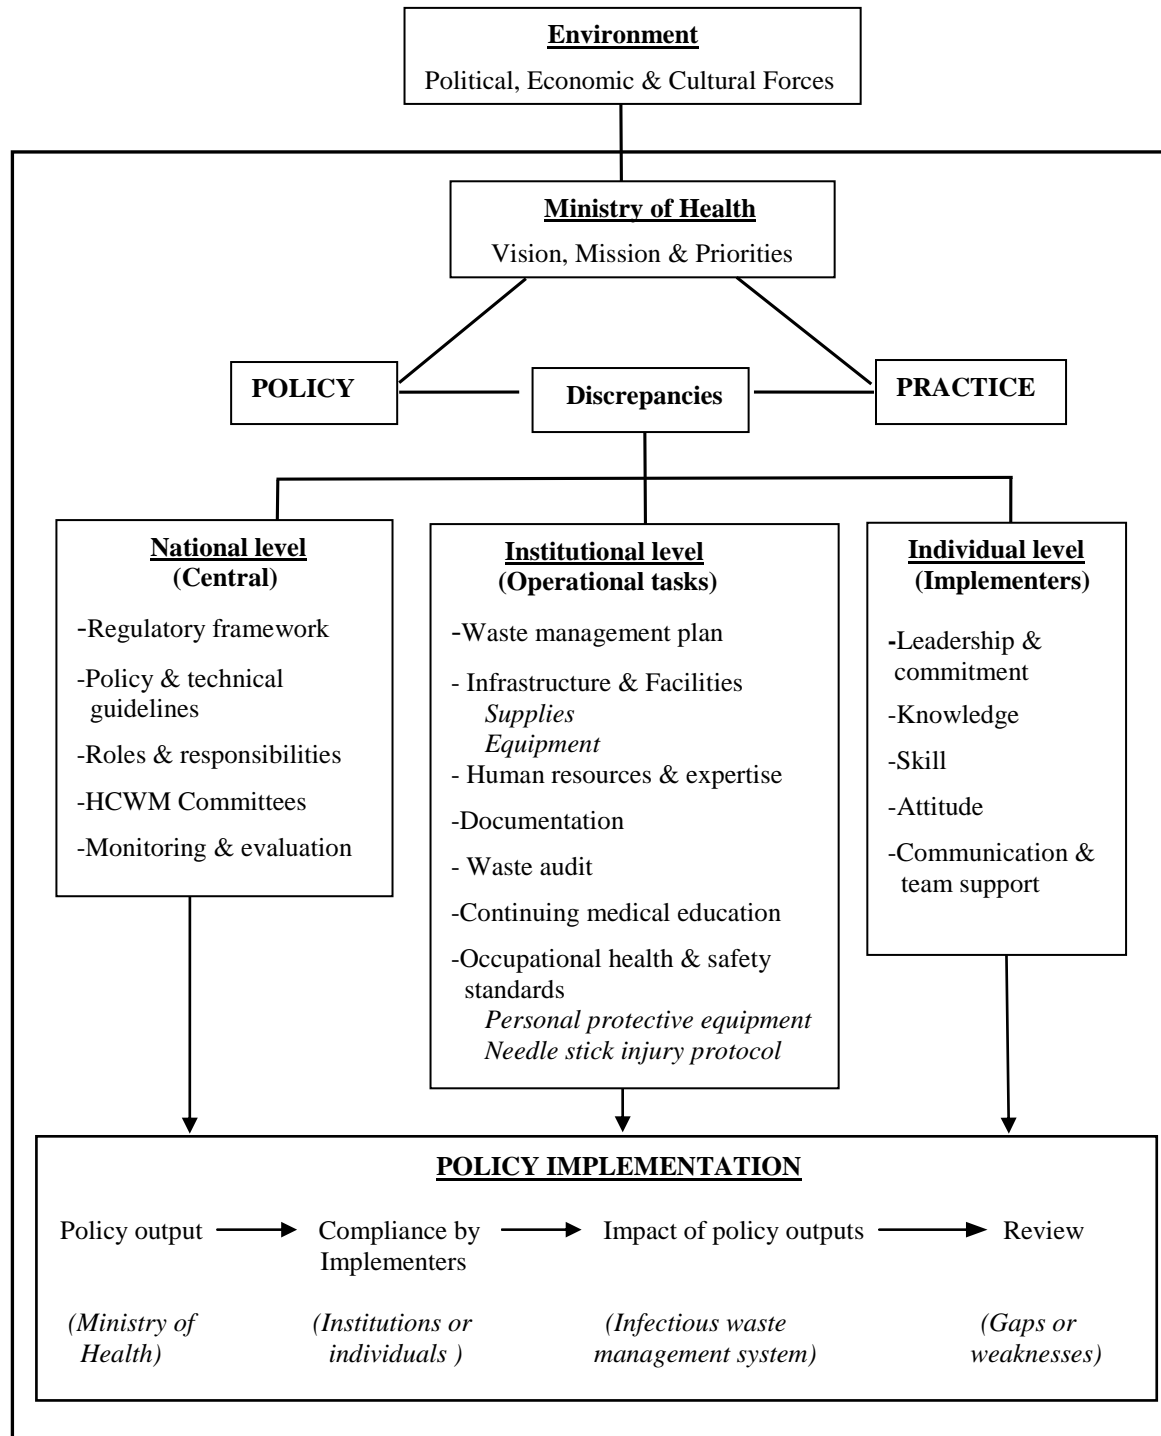 Environment
Political, Economic & Cultural Forces
Ministry of Health
Vision, Mission & Priorities
POLICY
Discrepancies
PRACTICE
National level
(Central)
-Regulatory framework
-Policy & technical
guidelines
-Roles & responsibilities
-HCWM Committees
-Monitoring & evaluation
Institutional level
(Operational tasks)
-Waste management plan
- Infrastructure & Facilities
Supplies
Equipment
- Human resources & expertise
-Documentation
- Waste audit
-Continuing medical education
-Occupational health & safety
standards
Personal protective equipment
Needle stick injury protocol
Individual level
(Implementers)
-Leadership &
commitment
-Knowledge
-Skill
-Attitude
-Communication &
team support
POLICY IMPLEMENTATION
Policy output
Compliance by
Implementers
Impact of policy outputs
Review
(Ministry of
Health)
(Institutions or
individuals )
(Infectious waste
management system)
(Gaps or
weaknesses)